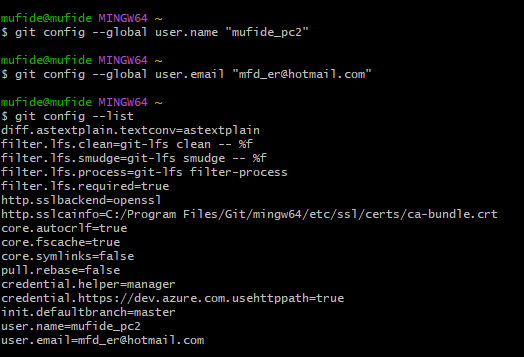 mufide@mufide MINGW64 ~
$ git config --global user.name "mufide_pc2"
mufide@mufide MINGW64 ~
$ git config --global user.email "mfd_er@hotmail.com"
mufide@mufide MINGW64 ~
$ git config --list
diff.astextplain.textconv=astextplain
filter.lfs.clean=git-lfs clean -- %f
filter.lfs.smudge=git-lfs smudge -- %f
filter.lfs.process=git-lfs filter-process
filter.lfs.required=true
http.sslbackend=openssl
http.sslcainfo=C:/Program Files/Git/mingw64/etc/ssl/certs/ca-bundle.crt
core.autocrlf=true
core.fscache=true
core.symlinks=false
pull.rebase=false
credential.helper=manager
credential.https://dev.azure.com.usehttppath=true
init.defaultbranch=master
user.name=mufide_pc2
user.email=mfd_er@hotmail.com